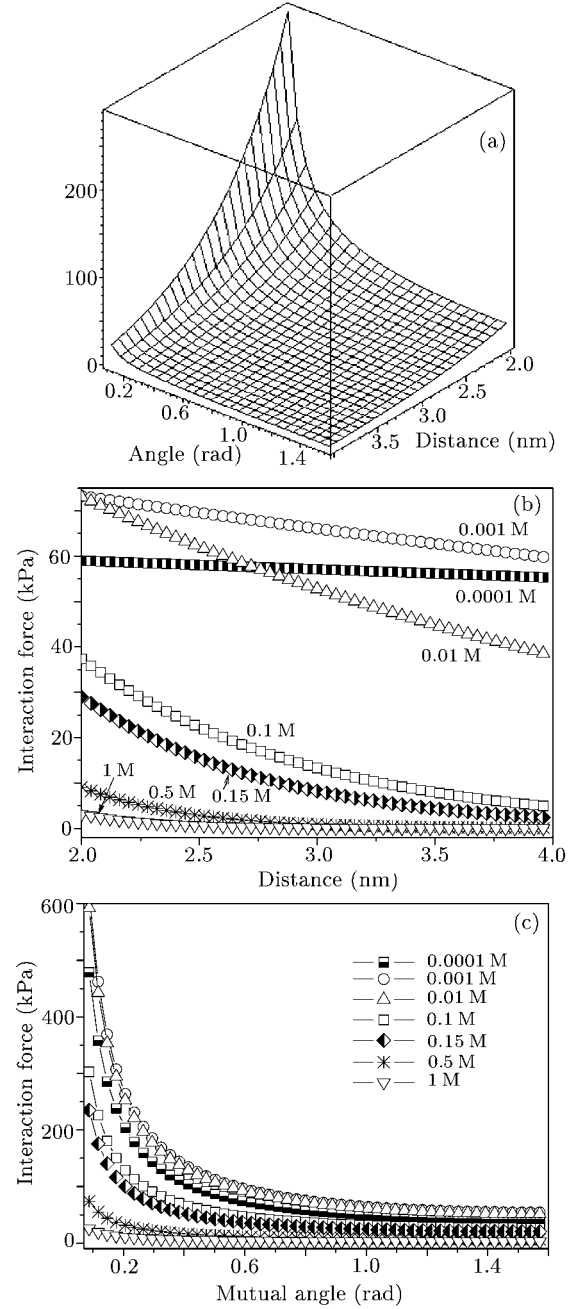 (a)
200
100
0
0.2
0.6
1.0
1.4
Angle (rad)
2.0
2.5
3.0
3.5
Distance (nm)
(b)
Interaction force (kPa)
60
40
20
0
0.001 M
0.0001 M
0.01 M
0.1 M
0.15 M
0.5 M
1 M
2.0
2.5
3.0
3.5
4.0
Distance (nm)
(c)
Interaction force (kPa)
600
400
200
0
0.0001 M
0.001 M
0.01 M
0.1 M
0.15 M
0.5 M
1 M
0.2
0.6
1.0
1.4
Mutual angle (rad)